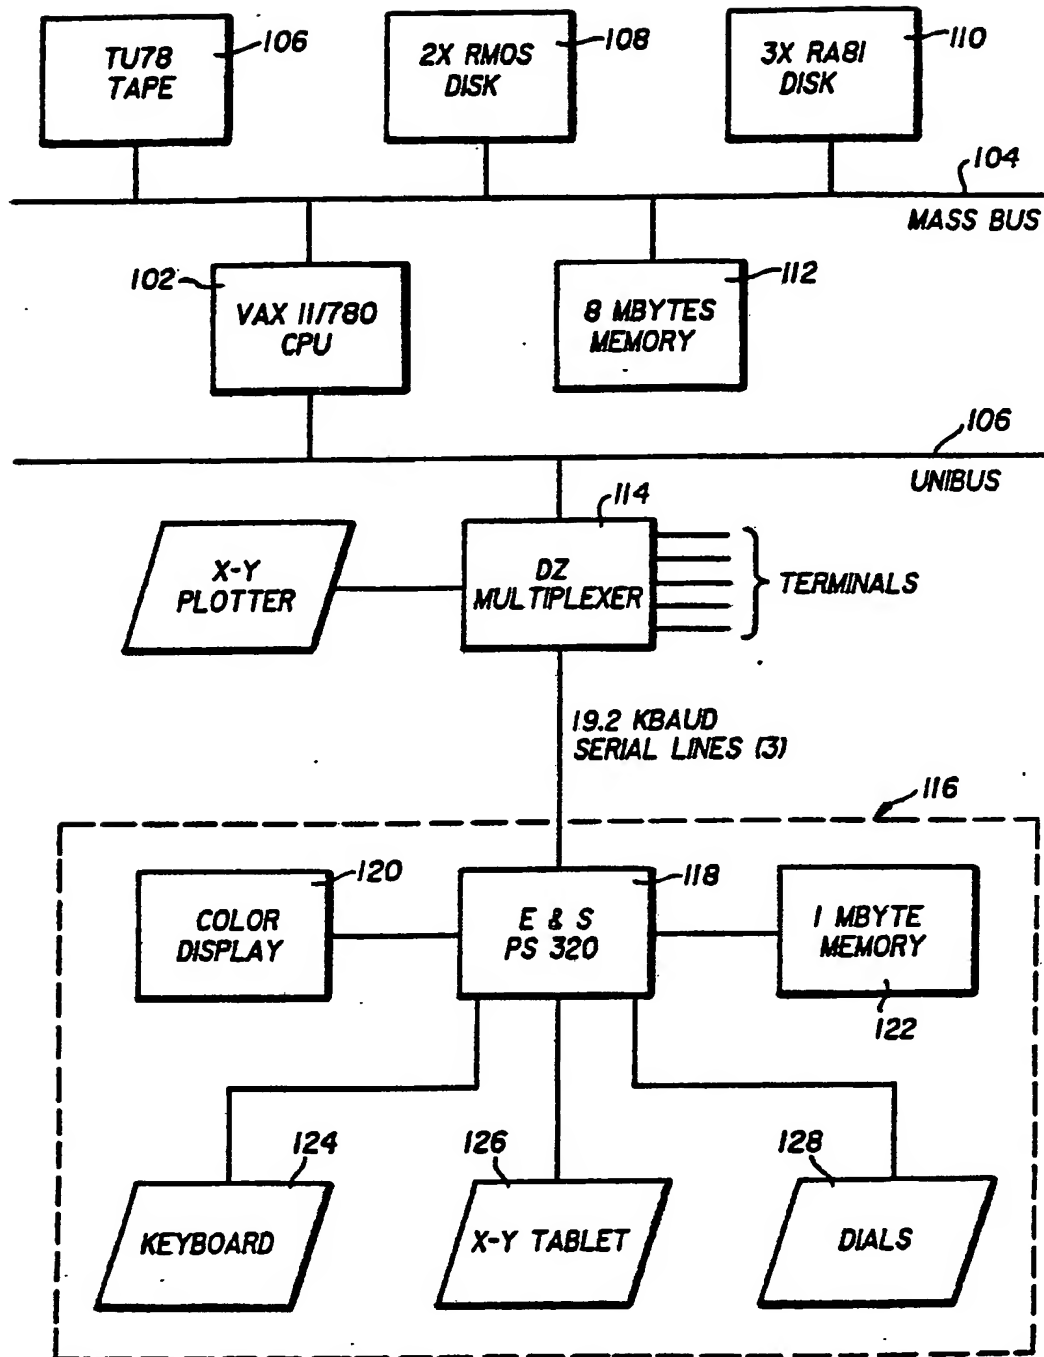 TU78
TAPE
106
2X RMOS
DISK
108
3X RA81
DISK
110
104
MASS BUS
102
VAX 11/780
CPU
112
8 MBYTES
MEMORY
106
UNIBUS
114
X-Y
PLOTTER
DZ
MULTIPLEXER
TERMINALS
19.2 KBAUD
SERIAL LINES (3)
116
120
COLOR
DISPLAY
118
E & S
PS 320
1 MBYTE
MEMORY
122
124
KEYBOARD
126
X-Y TABLET
128
DIALS